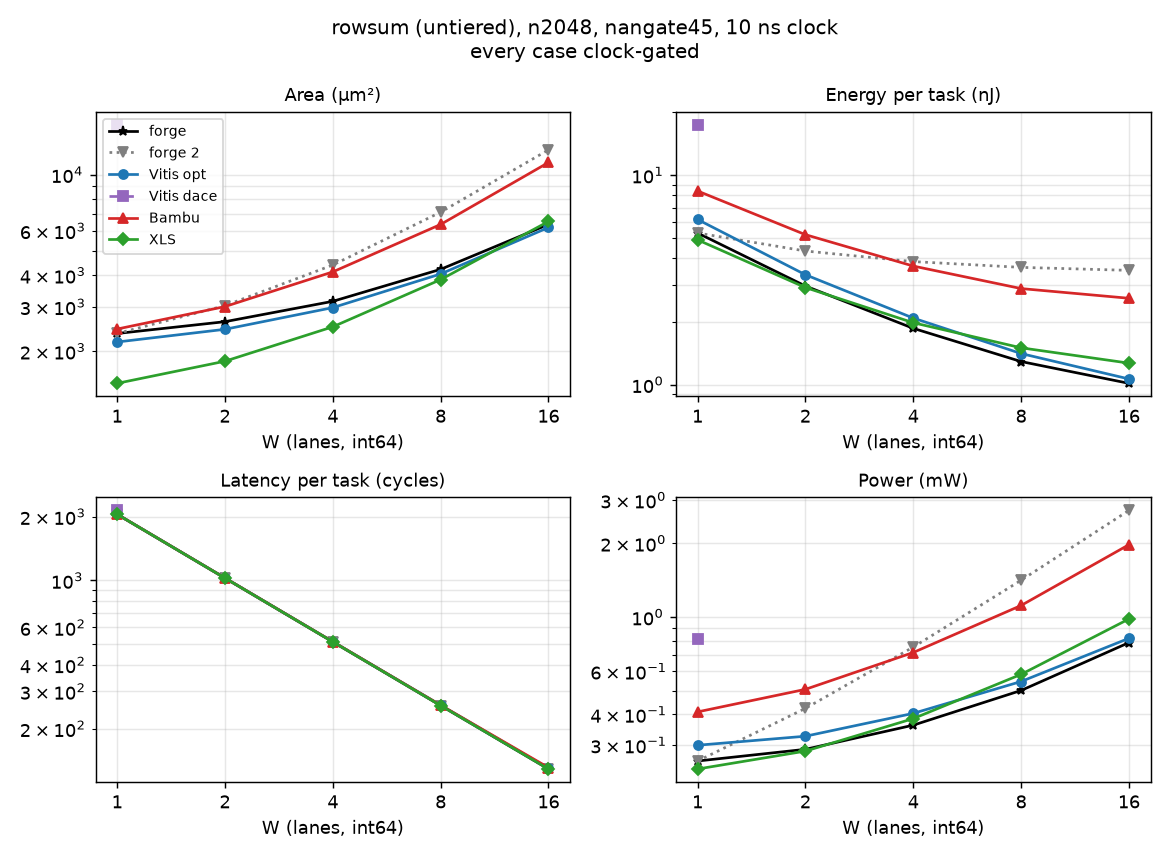 rowsum (untiered), n2048, nangate45, 10 ns clock
every case clock-gated
Area (µm²)
10⁴
6 × 10³
4 × 10³
3 × 10³
2 × 10³
forge
forge 2
Vitis opt
Vitis dace
Bambu
XLS
1 2 4 8 16
W (lanes, int64)
Energy per task (nJ)
10¹
10⁰
1 2 4 8 16
W (lanes, int64)
Latency per task (cycles)
2 × 10³
10³
6 × 10²
4 × 10²
3 × 10²
2 × 10²
1 2 4 8 16
W (lanes, int64)
Power (mW)
3 × 10⁰
2 × 10⁰
10⁰
6 × 10⁻¹
4 × 10⁻¹
3 × 10⁻¹
1 2 4 8 16
W (lanes, int64)